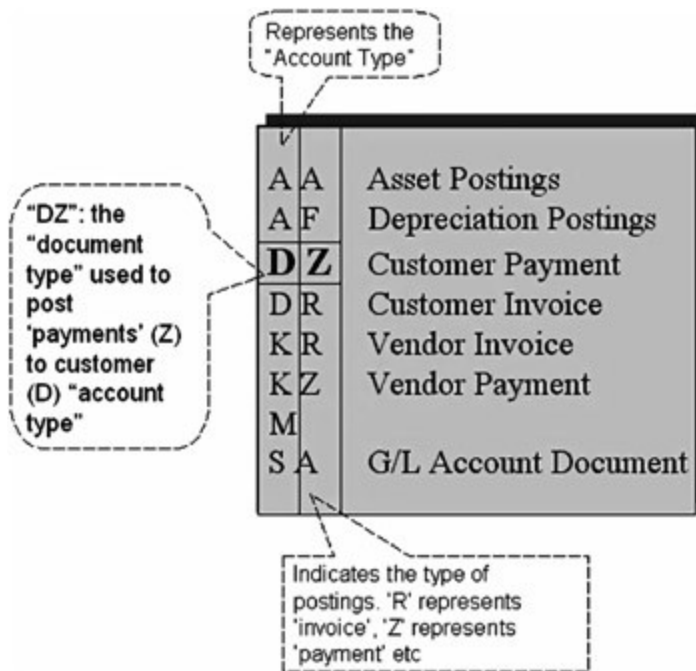 Represents the
"Account Type"
A A Asset Postings
A F Depreciation Postings
D Z Customer Payment
D R Customer Invoice
K R Vendor Invoice
K Z Vendor Payment
M
S A G/L Account Document
"DZ": the
"document
type" used to
post
'payments' (Z)
to customer
(D) "account
type"
Indicates the type of
postings. 'R' represents
'invoice', 'Z' represents
'payment' etc